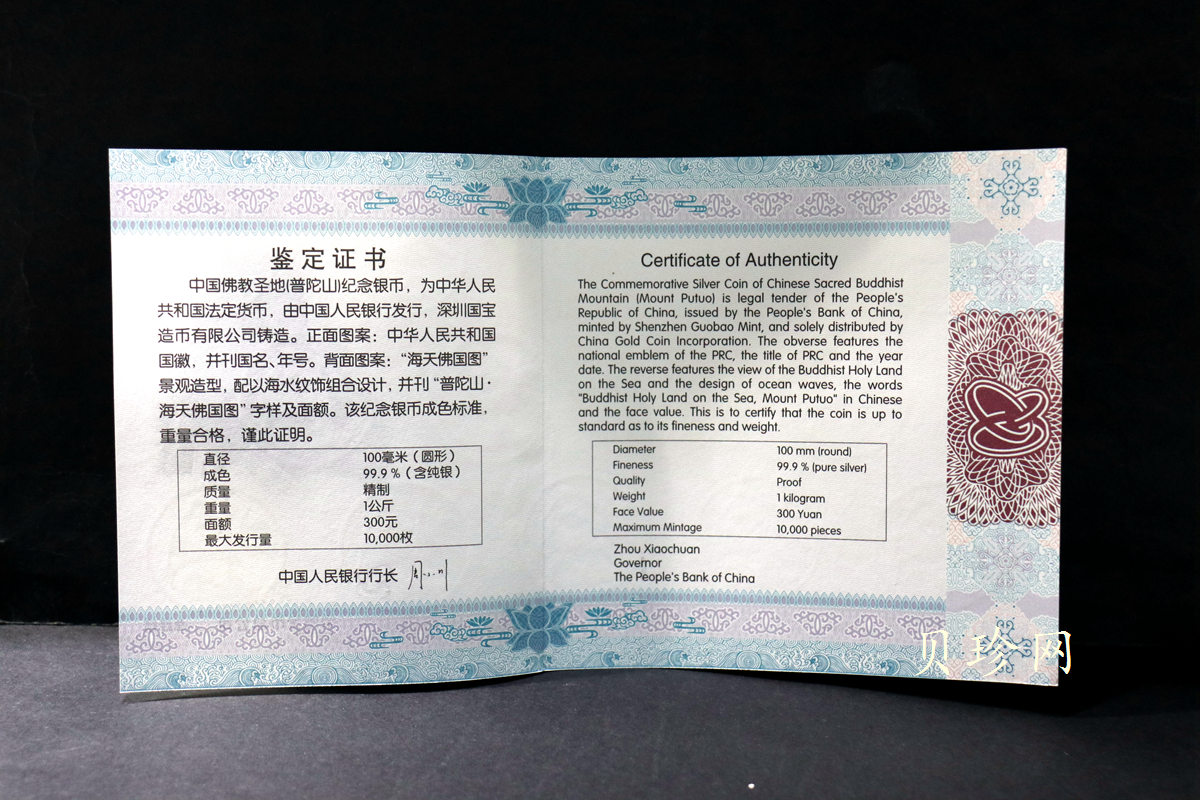 鉴定证书
中国佛教圣地(普陀山)纪念银币，为中华人民
共和国法定货币，由中国人民银行发行，深圳国宝
造币有限公司铸造。正面图案：中华人民共和国
国徽，并刊国名、年号。背面图案：“海天佛国图”
景观造型，配以海水纹饰组合设计，并刊“普陀山·
海天佛国图”字样及面额。该纪念银币成色标准，
重量合格，谨此证明。
直径 100毫米（圆形）
成色 99.9％（含纯银）
质量 精制
重量 1公斤
面额 300元
最大发行量 10,000枚
中国人民银行行长
Certificate of Authenticity
The Commemorative Silver Coin of Chinese Sacred Buddhist
Mountain (Mount Putuo) is legal tender of the People's
Republic of China, issued by the People's Bank of China,
minted by Shenzhen Guobao Mint, and solely distributed by
China Gold Coin Incorporation. The obverse features the
national emblem of the PRC, the title of PRC and the year
date. The reverse features the view of the Buddhist Holy Land
on the Sea and the design of ocean waves, the words
"Buddhist Holy Land on the Sea, Mount Putuo" in Chinese
and the face value. This is to certify that the coin is up to
standard as to its fineness and weight.
Diameter 100 mm (round)
Fineness 99.9 % (pure silver)
Quality Proof
Weight 1 kilogram
Face Value 300 Yuan
Maximum Mintage 10,000 pieces
Zhou Xiaochuan
Governor
The People's Bank of China
贝珍网